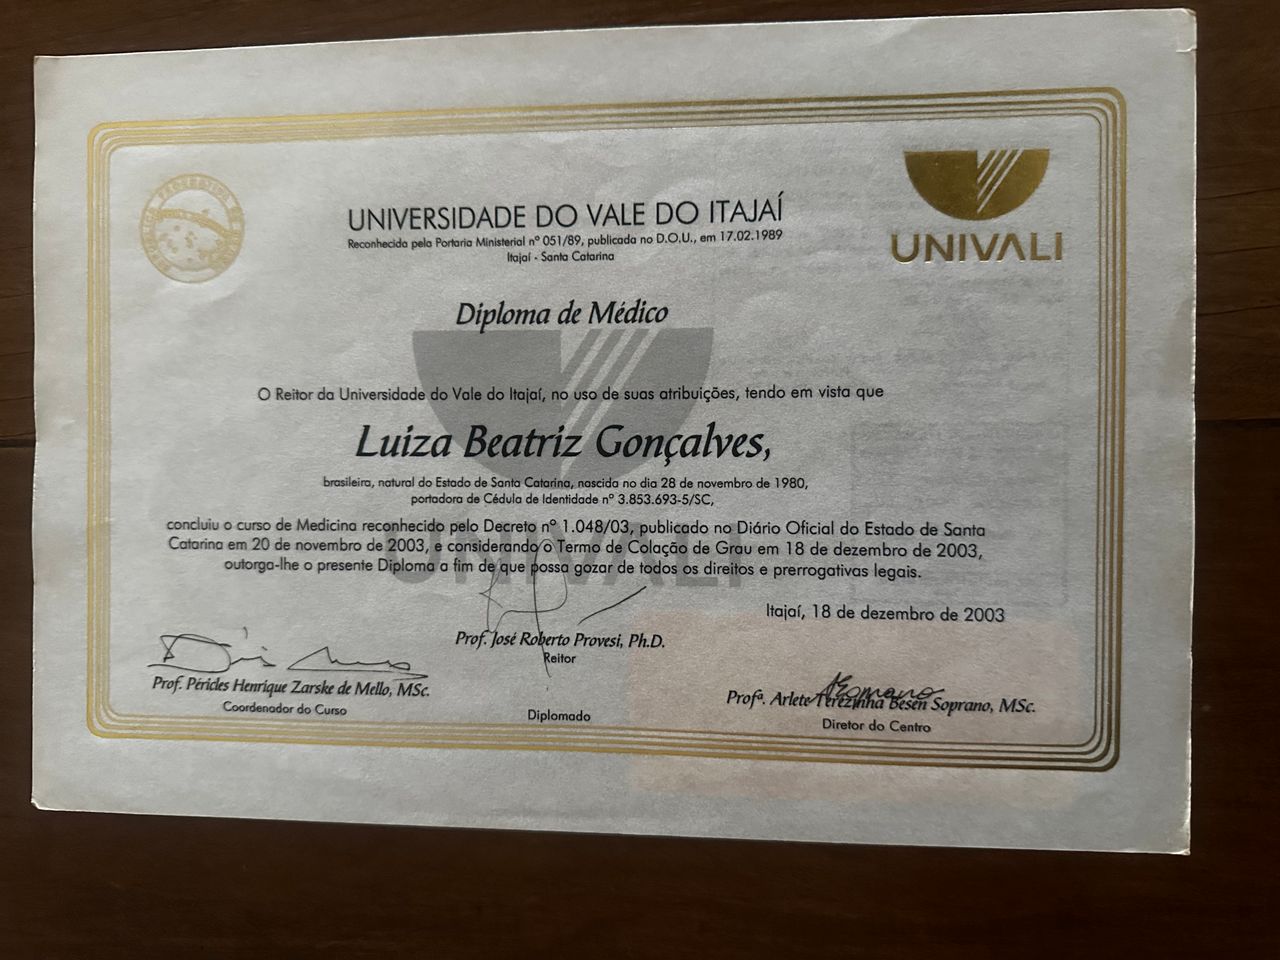 UNIVERSIDADE DO VALE DO ITAJAÍ
Reconhecida pela Portaria Ministerial nº 051/89, publicada no D.O.U., em 17.02.1989
Itajaí - Santa Catarina
UNIVALI
Diploma de Médico
O Reitor da Universidade do Vale do Itajaí, no uso de suas atribuições, tendo em vista que
Luiza Beatriz Gonçalves,
brasileira, natural do Estado de Santa Catarina, nascida no dia 28 de novembro de 1980,
portadora de Cédula de Identidade nº 3.853.693-5/SC,
concluiu o curso de Medicina reconhecido pelo Decreto nº 1.048/03, publicado no Diário Oficial do Estado de Santa
Catarina em 20 de novembro de 2003, e considerando o Termo de Colação de Grau em 18 de dezembro de 2003,
outorga-lhe o presente Diploma a fim de que possa gozar de todos os direitos e prerrogativas legais.
UNIVALI
Itajaí, 18 de dezembro de 2003
Prof. José Roberto Provesi, Ph.D.
Reitor
Prof. Péricles Henrique Zarske de Mello, MSc.
Coordenador do Curso
Diplomado
Profª. Arlete Terezinha Besen Soprano, MSc.
Diretor do Centro